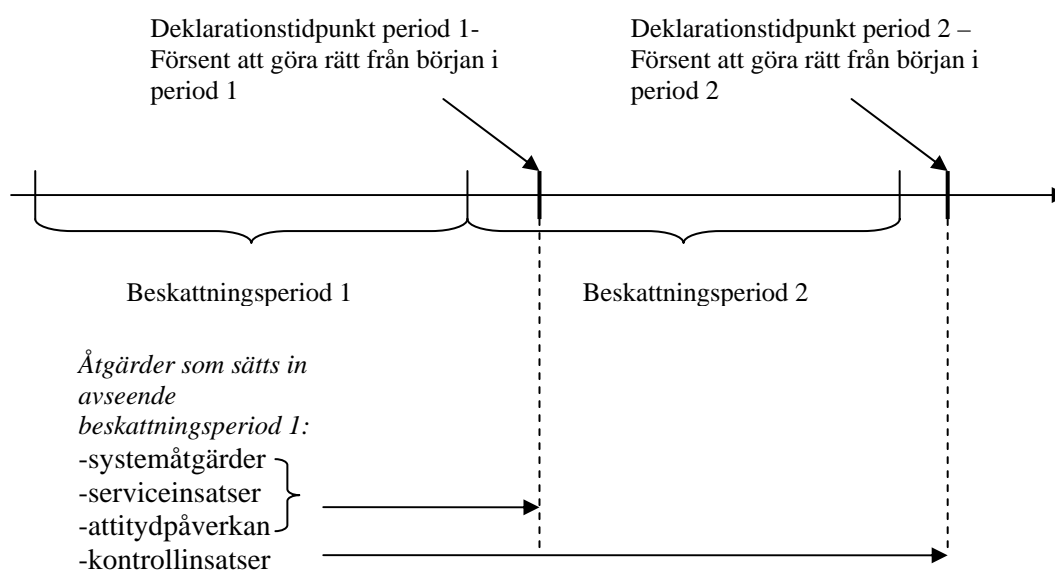 Deklarationstidpunkt period 1-
Försent att göra rätt från början i
period 1
Deklarationstidpunkt period 2 –
Försent att göra rätt från början i
period 2
Beskattningsperiod 1
Beskattningsperiod 2
Åtgärder som sätts in
avseende
beskattningsperiod 1:
-systemåtgärder
-serviceinsatser
-attitydpåverkan
-kontrollinsatser